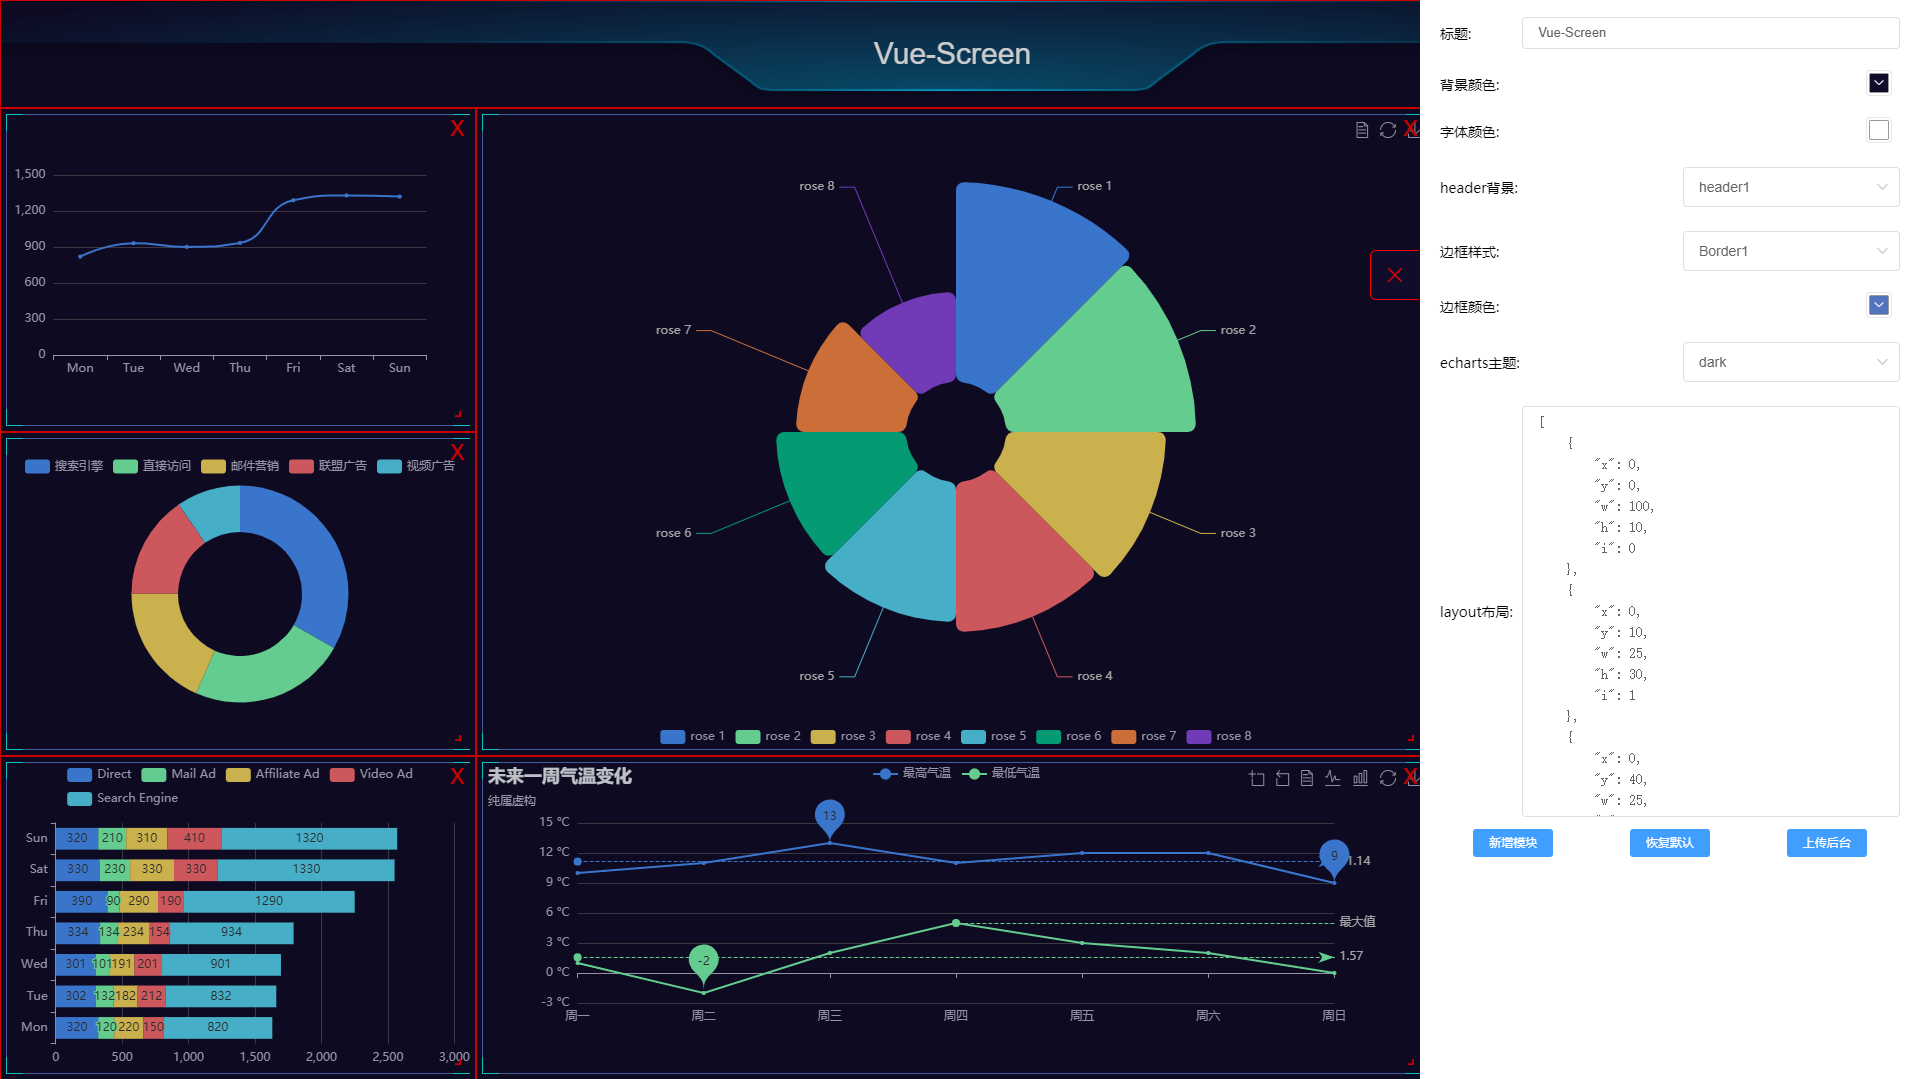 Vue-Screen
X
1,500
1,200
900
600
300
0
Mon Tue Wed Thu Fri Sat Sun
X
搜索引擎 直接访问 邮件营销 联盟广告 视频广告
X
rose 8
rose 1
rose 7
rose 2
rose 6
rose 3
rose 5
rose 4
rose 1 rose 2 rose 3 rose 4 rose 5 rose 6 rose 7 rose 8
X
Direct Mail Ad Affiliate Ad Video Ad
Search Engine
Sun 320 210 310 410 1320
Sat 330 230 330 330 1330
Fri 390 90 290 190 1290
Thu 334 134 234 154 934
Wed 301 101 191 201 901
Tue 302 132 182 212 832
Mon 320 120 220 150 820
0 500 1,000 1,500 2,000 2,500 3,000
未来一周气温变化
纯属虚构
最高气温 最低气温
X
15 °C
12 °C
9 °C
6 °C
3 °C
0 °C
-3 °C
13
9
1.14
最大值
-2
1.57
周一 周二 周三 周四 周五 周六 周日
标题: Vue-Screen
背景颜色:
字体颜色:
header背景: header1
边框样式: Border1
边框颜色:
echarts主题: dark
layout布局:
[
{
"x": 0,
"y": 0,
"w": 100,
"h": 10,
"i": 0
},
{
"x": 0,
"y": 10,
"w": 25,
"h": 30,
"i": 1
},
{
"x": 0,
"y": 40,
"w": 25,
新增模块 恢复默认 上传后台